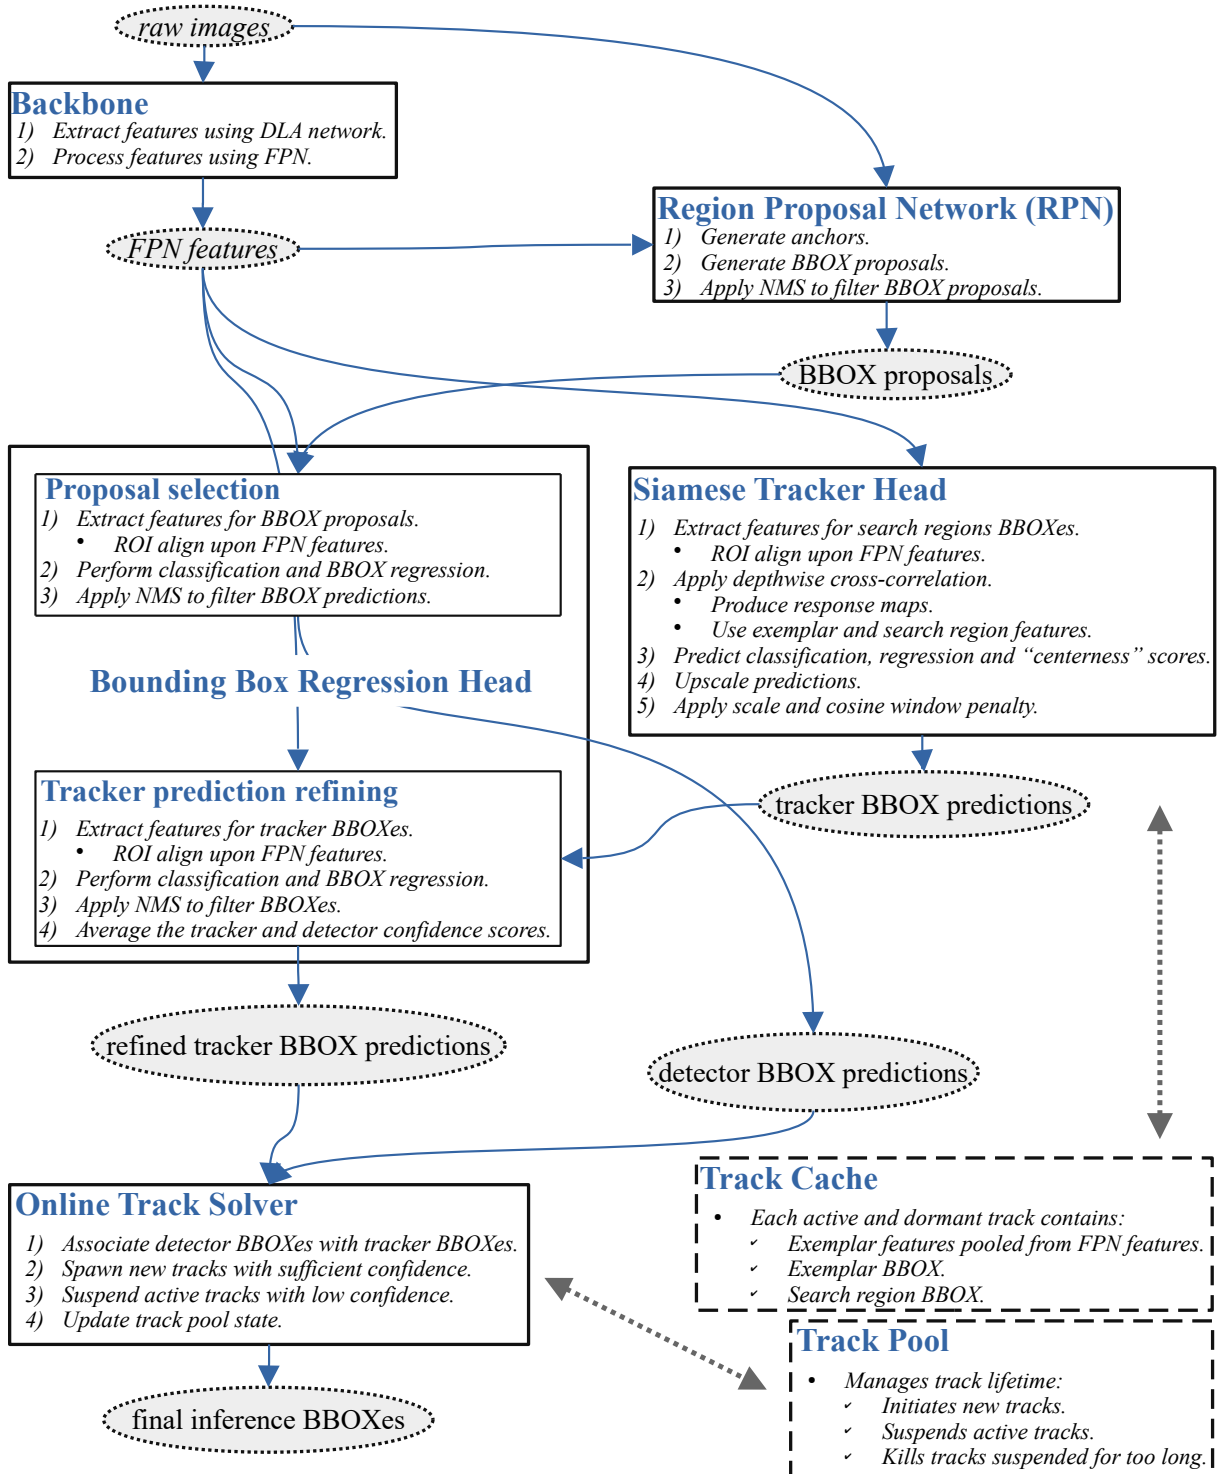 raw images
Backbone
1) Extract features using DLA network.
2) Process features using FPN.
Region Proposal Network (RPN)
1) Generate anchors.
2) Generate BBOX proposals.
3) Apply NMS to filter BBOX proposals.
FPN features
BBOX proposals
Proposal selection
1) Extract features for BBOX proposals.
• ROI align upon FPN features.
2) Perform classification and BBOX regression.
3) Apply NMS to filter BBOX predictions.
Bounding Box Regression Head
Siamese Tracker Head
1) Extract features for search regions BBOXes.
• ROI align upon FPN features.
2) Apply depthwise cross-correlation.
• Produce response maps.
• Use exemplar and search region features.
3) Predict classification, regression and “centerness” scores.
4) Upscale predictions.
5) Apply scale and cosine window penalty.
Tracker prediction refining
1) Extract features for tracker BBOXes.
• ROI align upon FPN features.
2) Perform classification and BBOX regression.
3) Apply NMS to filter BBOXes.
4) Average the tracker and detector confidence scores.
tracker BBOX predictions
refined tracker BBOX predictions
detector BBOX predictions
Online Track Solver
1) Associate detector BBOXes with tracker BBOXes.
2) Spawn new tracks with sufficient confidence.
3) Suspend active tracks with low confidence.
4) Update track pool state.
Track Cache
• Each active and dormant track contains:
✓ Exemplar features pooled from FPN features.
✓ Exemplar BBOX.
✓ Search region BBOX.
Track Pool
• Manages track lifetime:
✓ Initiates new tracks.
✓ Suspends active tracks.
✓ Kills tracks suspended for too long.
final inference BBOXes